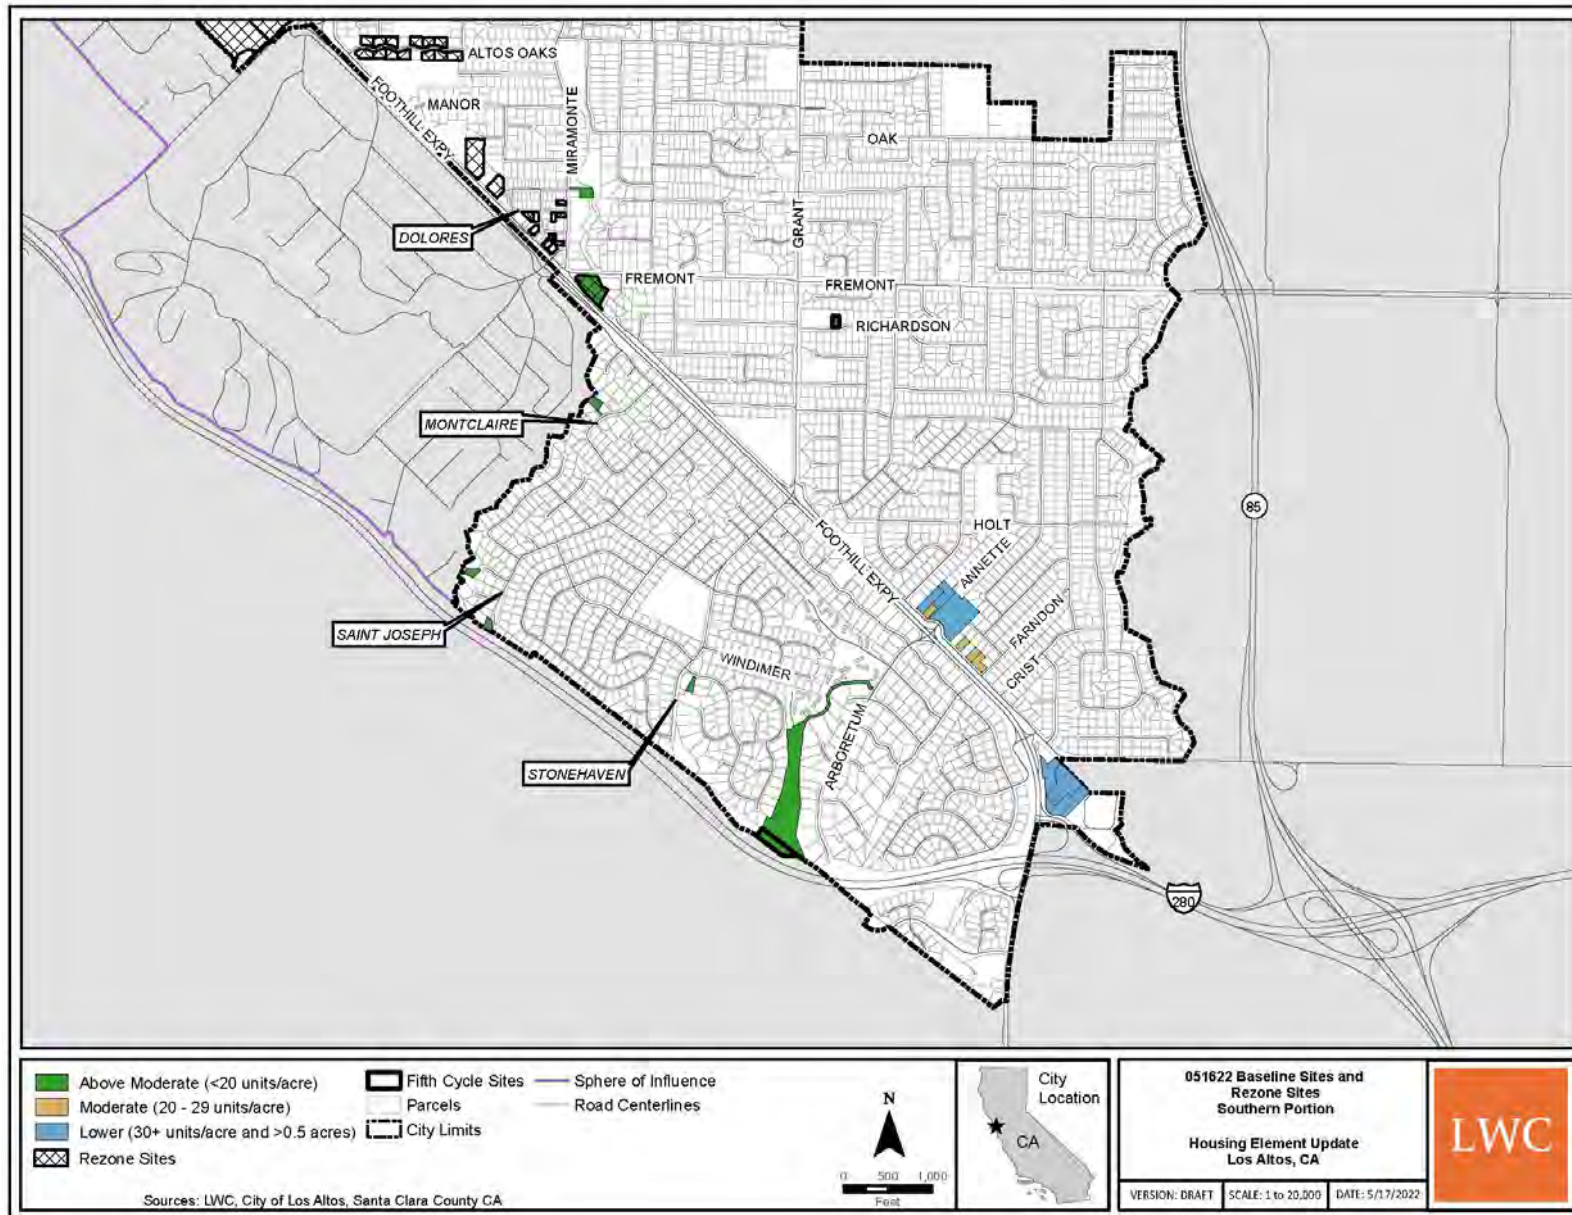 ALTOS OAKS
FOOTHILL EXPY
MANOR
MIRAMONTE
OAK
GRANT
DOLORES
FREMONT
FREMONT
RICHARDSON
MONTCLAIRE
85
HOLT
FOOTHILL EXPY
ANNETTE
FARNDON
SAINT JOSEPH
CRIST
WINDIMER
ARBORETUM
STONEHAVEN
280
Above Moderate (<20 units/acre)
Moderate (20 - 29 units/acre)
Lower (30+ units/acre and >0.5 acres)
Rezone Sites
Fifth Cycle Sites
Parcels
City Limits
Sphere of Influence
Road Centerlines
Sources: LWC, City of Los Altos, Santa Clara County CA
N
0 500 1,000
Feet
City
Location
CA
051622 Baseline Sites and
Rezone Sites
Southern Portion
Housing Element Update
Los Altos, CA
VERSION: DRAFT
SCALE: 1 to 20,000
DATE: 5/17/2022
LWC